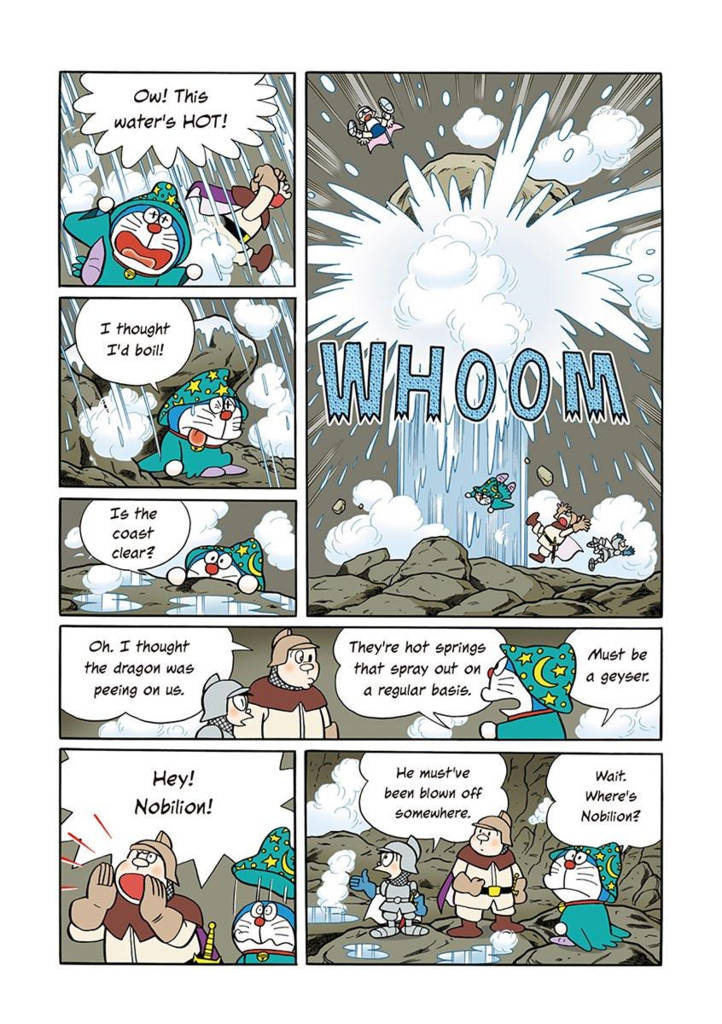 WHOOM
Ow! This
water's HOT!
I thought
I'd boil!
Is the
coast
clear?
Must be
a geyser.
They're hot springs
that spray out on
a regular basis.
Oh. I thought
the dragon was
peeing on us.
Wait.
Where's
Nobilion?
He must've
been blown off
somewhere.
Hey!
Nobilion!